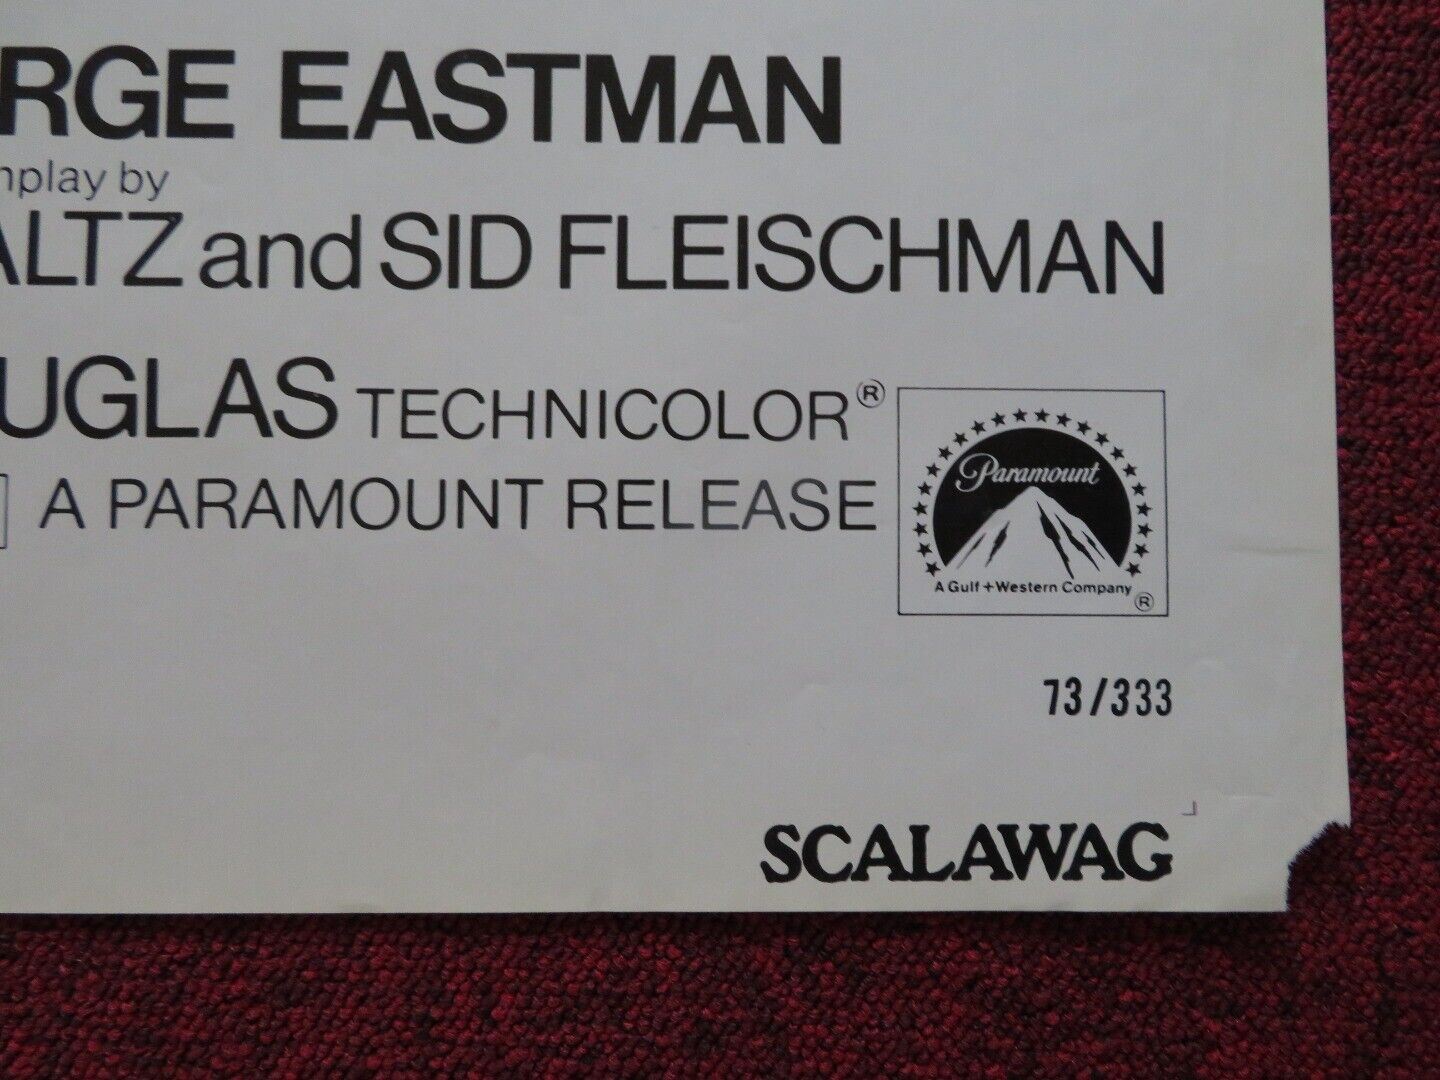 RGE EASTMAN
nplay by
ALTZ and SID FLEISCHMAN
UGLAS TECHNICOLOR®
A PARAMOUNT RELEASE
Paramount
A Gulf+Western Company
®
73/333
SCALAWAG